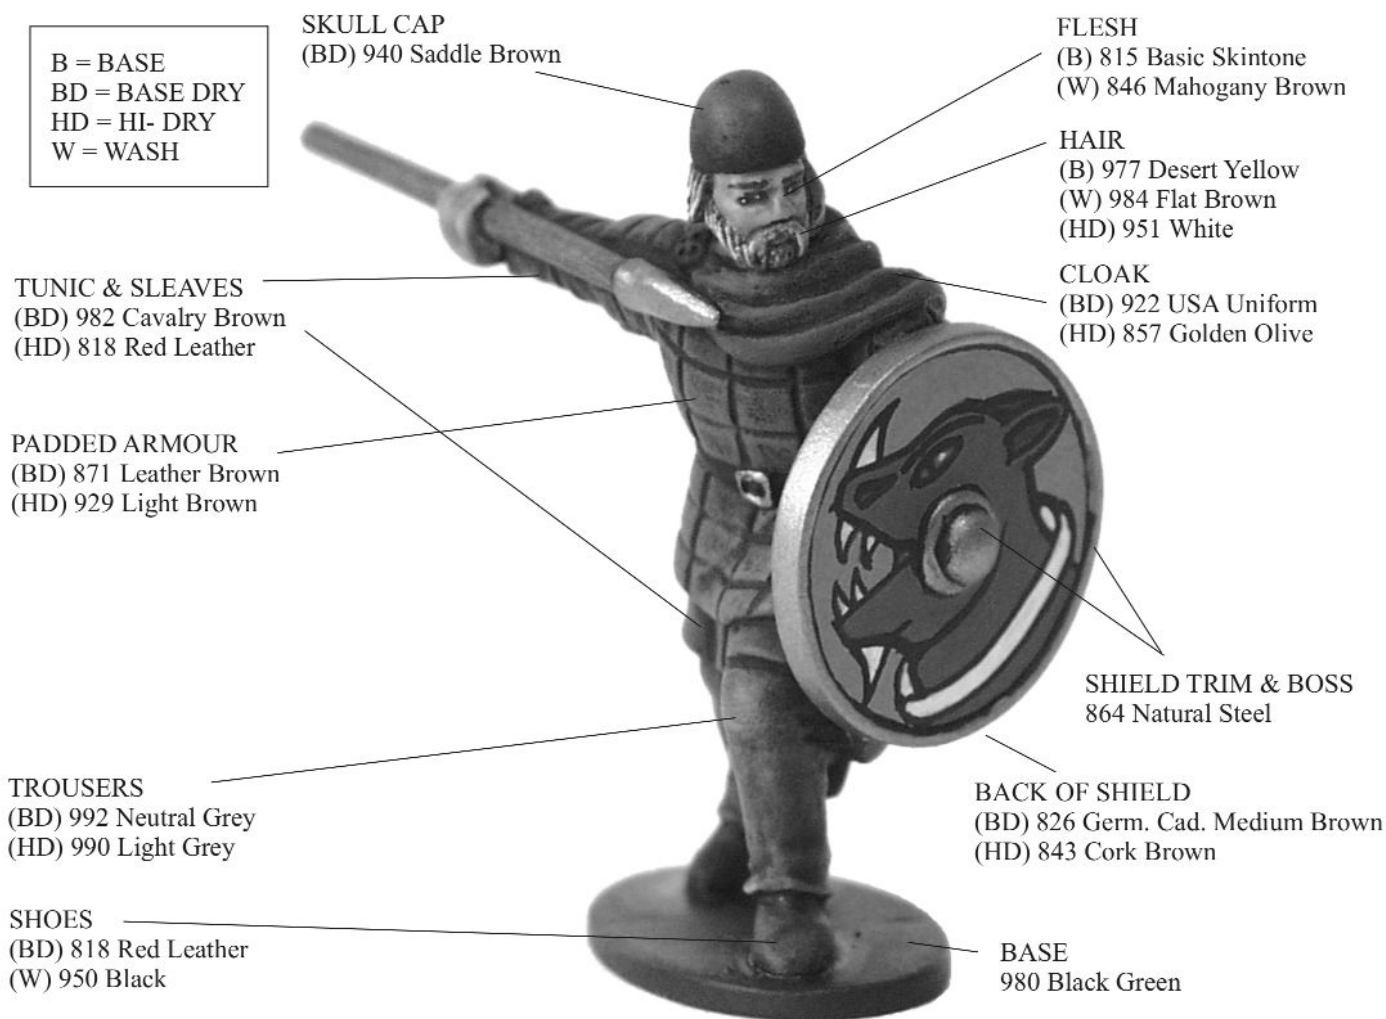 B = BASE
BD = BASE DRY
HD = HI- DRY
W = WASH
SKULL CAP
(BD) 940 Saddle Brown
FLESH
(B) 815 Basic Skintone
(W) 846 Mahogany Brown
HAIR
(B) 977 Desert Yellow
(W) 984 Flat Brown
(HD) 951 White
CLOAK
(BD) 922 USA Uniform
(HD) 857 Golden Olive
TUNIC & SLEAVES
(BD) 982 Cavalry Brown
(HD) 818 Red Leather
PADDED ARMOUR
(BD) 871 Leather Brown
(HD) 929 Light Brown
SHIELD TRIM & BOSS
864 Natural Steel
TROUSERS
(BD) 992 Neutral Grey
(HD) 990 Light Grey
BACK OF SHIELD
(BD) 826 Germ. Cad. Medium Brown
(HD) 843 Cork Brown
SHOES
(BD) 818 Red Leather
(W) 950 Black
BASE
980 Black Green